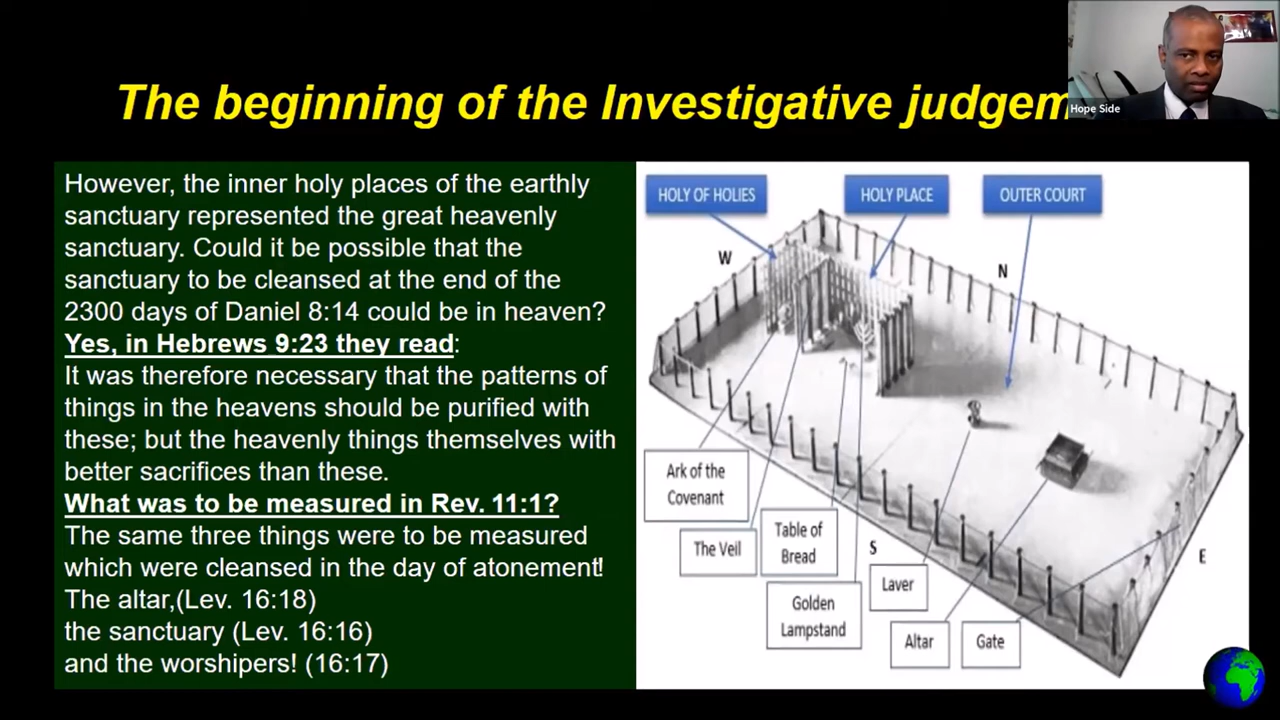 The beginning of the Investigative judgem
Hope Side
However, the inner holy places of the earthly
sanctuary represented the great heavenly
sanctuary. Could it be possible that the
sanctuary to be cleansed at the end of the
2300 days of Daniel 8:14 could be in heaven?
Yes, in Hebrews 9:23 they read:
It was therefore necessary that the patterns of
things in the heavens should be purified with
these; but the heavenly things themselves with
better sacrifices than these.
What was to be measured in Rev. 11:1?
The same three things were to be measured
which were cleansed in the day of atonement!
The altar,(Lev. 16:18)
the sanctuary (Lev. 16:16)
and the worshipers! (16:17)
HOLY OF HOLIES
HOLY PLACE
OUTER COURT
W
N
S
E
Ark of the
Covenant
The Veil
Table of
Bread
Golden
Lampstand
Laver
Altar
Gate